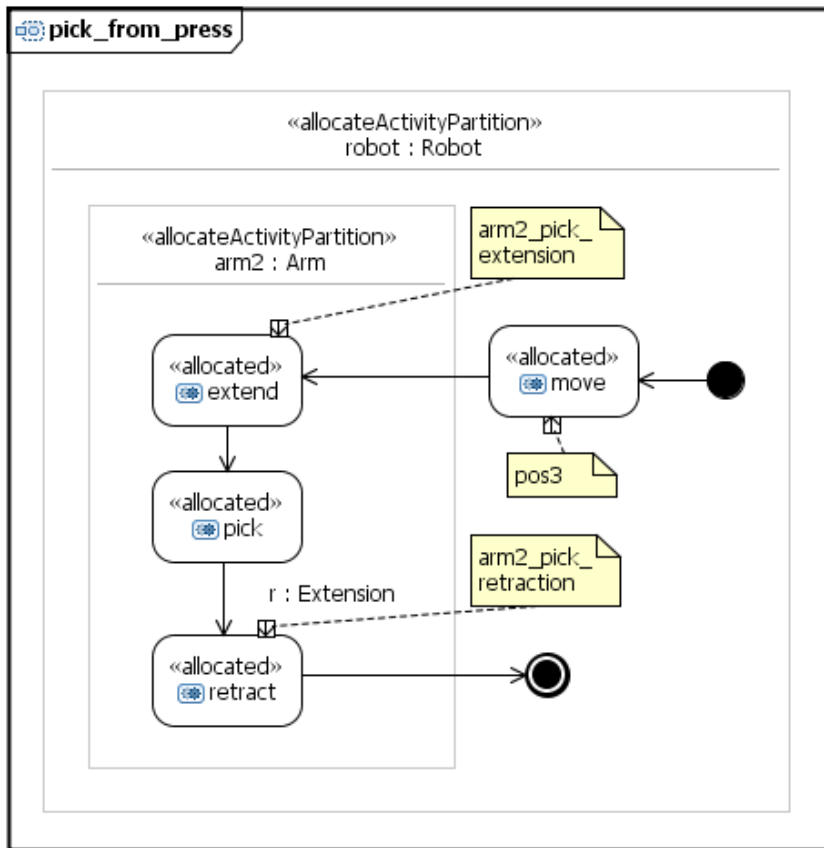 pick_from_press
«allocateActivityPartition»
robot : Robot
«allocateActivityPartition»
arm2 : Arm
arm2_pick_
extension
«allocated»
extend
«allocated»
move
pos3
«allocated»
pick
arm2_pick_
retraction
r : Extension
«allocated»
retract